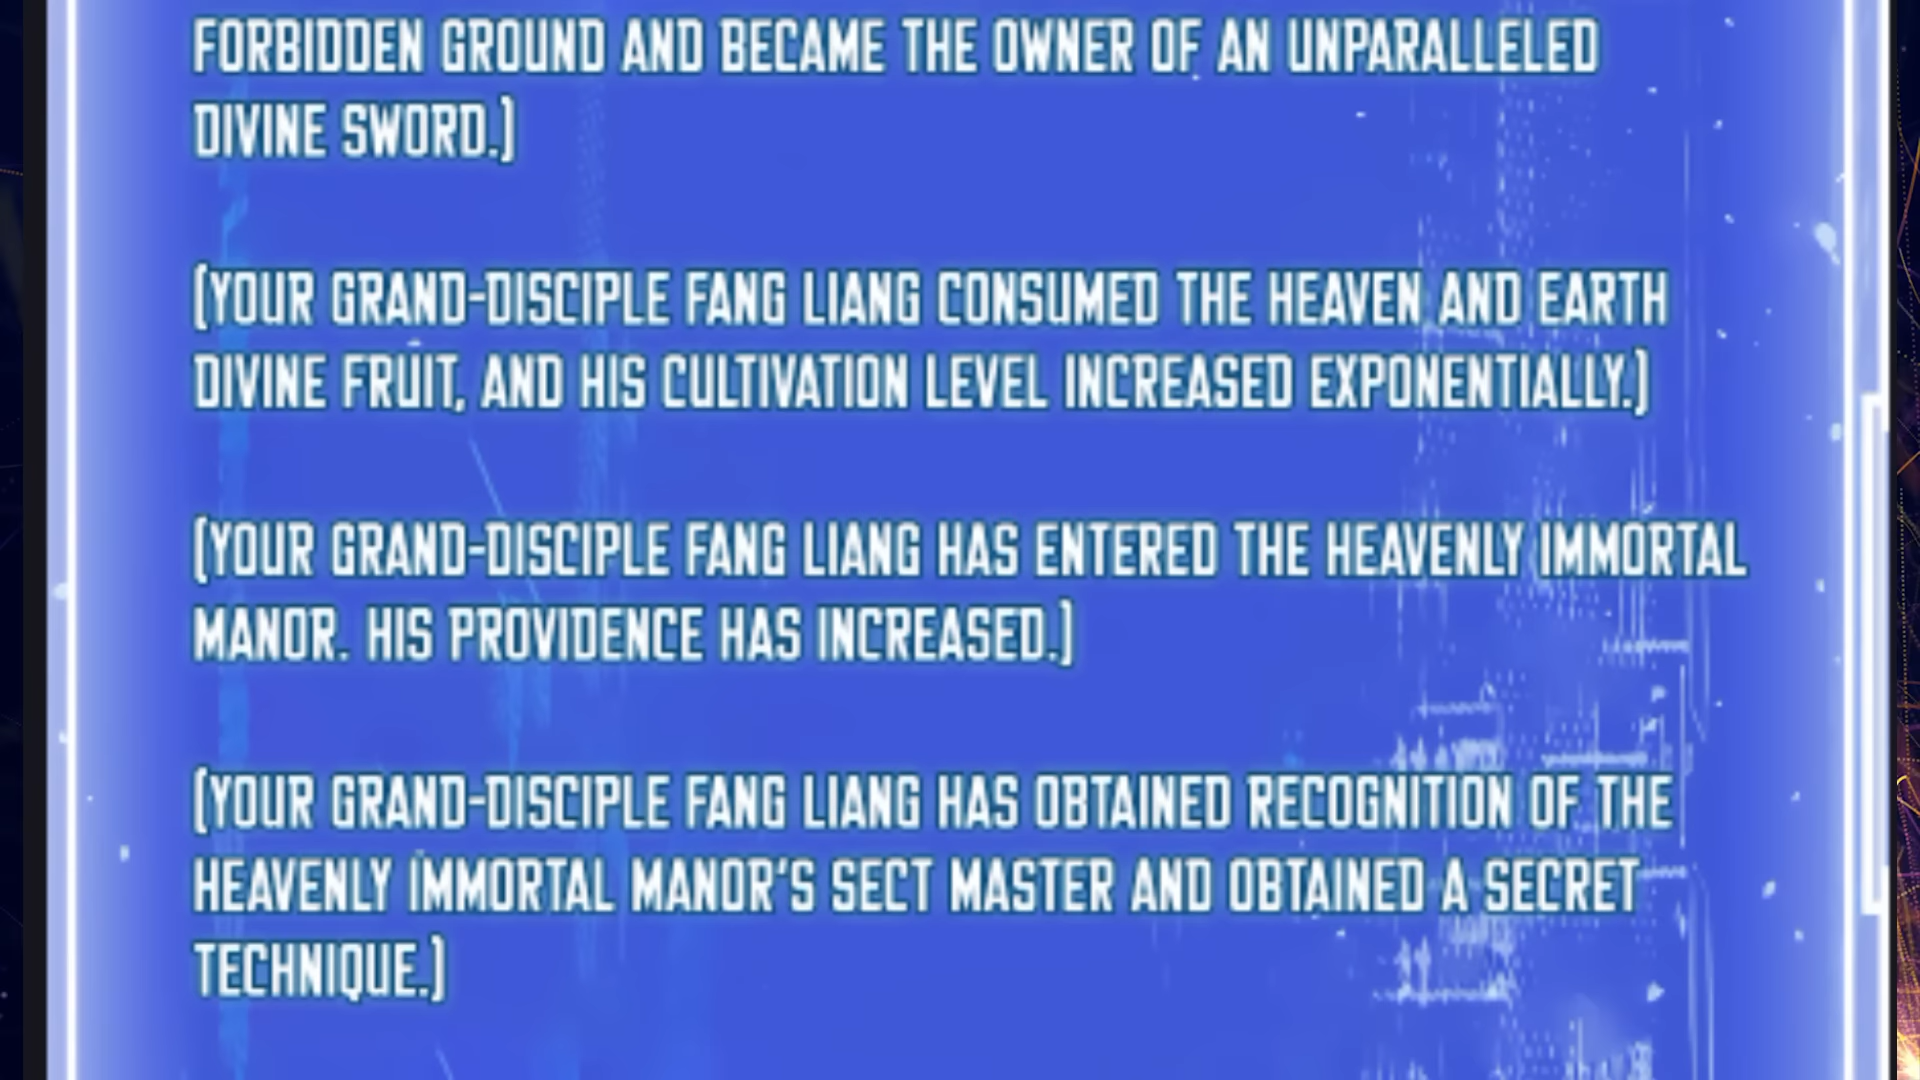 FORBIDDEN GROUND AND BECAME THE OWNER OF AN UNPARALLELED
DIVINE SWORD.)
(YOUR GRAND-DISCIPLE FANG LIANG CONSUMED THE HEAVEN AND EARTH
DIVINE FRUIT, AND HIS CULTIVATION LEVEL INCREASED EXPONENTIALLY.)
(YOUR GRAND-DISCIPLE FANG LIANG HAS ENTERED THE HEAVENLY IMMORTAL
MANOR. HIS PROVIDENCE HAS INCREASED.)
(YOUR GRAND-DISCIPLE FANG LIANG HAS OBTAINED RECOGNITION OF THE
HEAVENLY IMMORTAL MANOR'S SECT MASTER AND OBTAINED A SECRET
TECHNIQUE.)